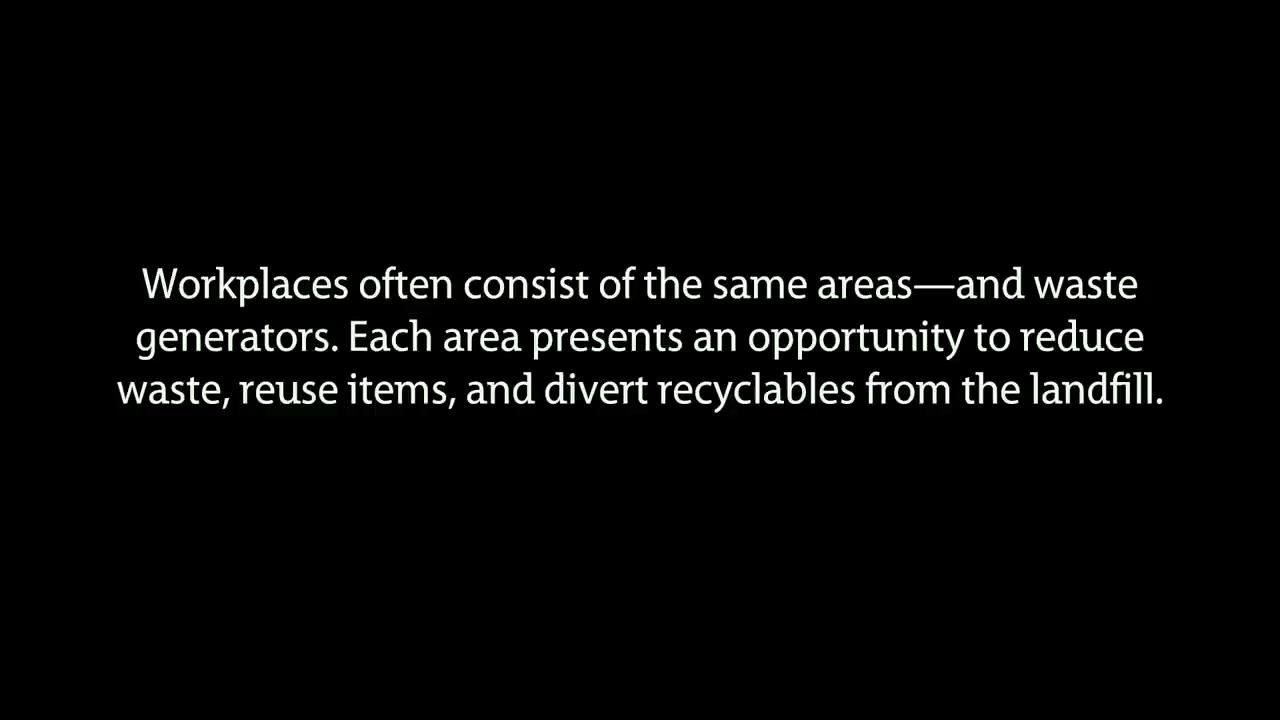 Workplaces often consist of the same areas—and waste
generators. Each area presents an opportunity to reduce
waste, reuse items, and divert recyclables from the landfill.